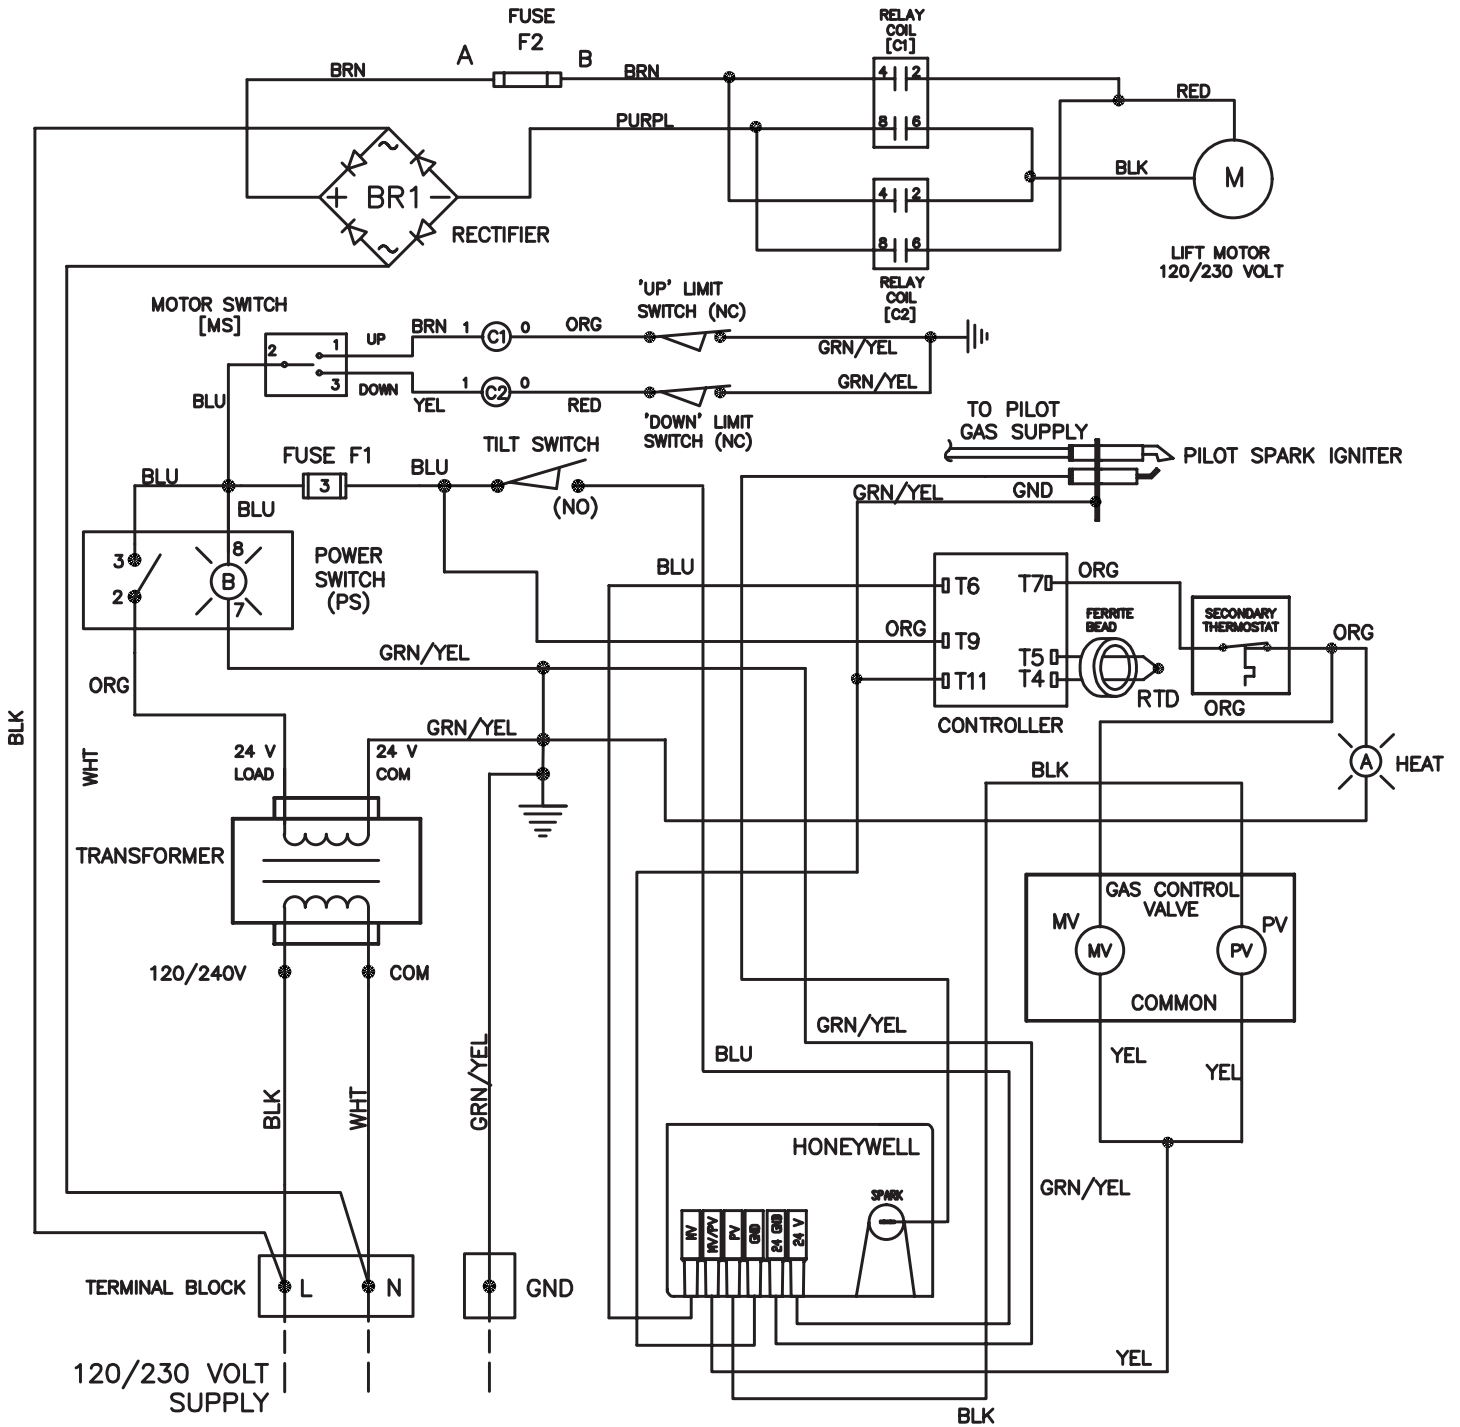 FUSE
F2
A
B
BRN
BRN
RELAY
COIL
[C1]
4
2
RED
PURPL
8
6
BLK
M
BR1
RECTIFIER
4
2
8
6
LIFT MOTOR
120/230 VOLT
RELAY
COIL
[C2]
MOTOR SWITCH
[MS]
'UP' LIMIT
SWITCH (NC)
BRN
1
C1
0
ORG
UP
1
2
3
DOWN
GRN/YEL
1
C2
0
YEL
RED
GRN/YEL
BLU
'DOWN' LIMIT
SWITCH (NC)
TO PILOT
GAS SUPPLY
PILOT SPARK IGNITER
TILT SWITCH
FUSE F1
BLU
BLU
3
(NO)
GRN/YEL
GND
BLU
3
8
B
2
7
POWER
SWITCH
(PS)
BLU
T6
T7
ORG
FERRITE
BEAD
SECONDARY
THERMOSTAT
ORG
ORG
T9
T5
T11
T4
RTD
CONTROLLER
ORG
GRN/YEL
ORG
GRN/YEL
BLK
WHT
24 V
LOAD
24 V
COM
BLK
A
HEAT
TRANSFORMER
GAS CONTROL
VALVE
MV
PV
MV
PV
COMMON
120/240V
COM
GRN/YEL
BLU
YEL
YEL
BLK
WHT
GRN/YEL
HONEYWELL
SPARK
GRN/YEL
MV
MV/PV
PV
GND
24 GND
24 V
TERMINAL BLOCK
L
N
GND
YEL
120/230 VOLT
SUPPLY
BLK